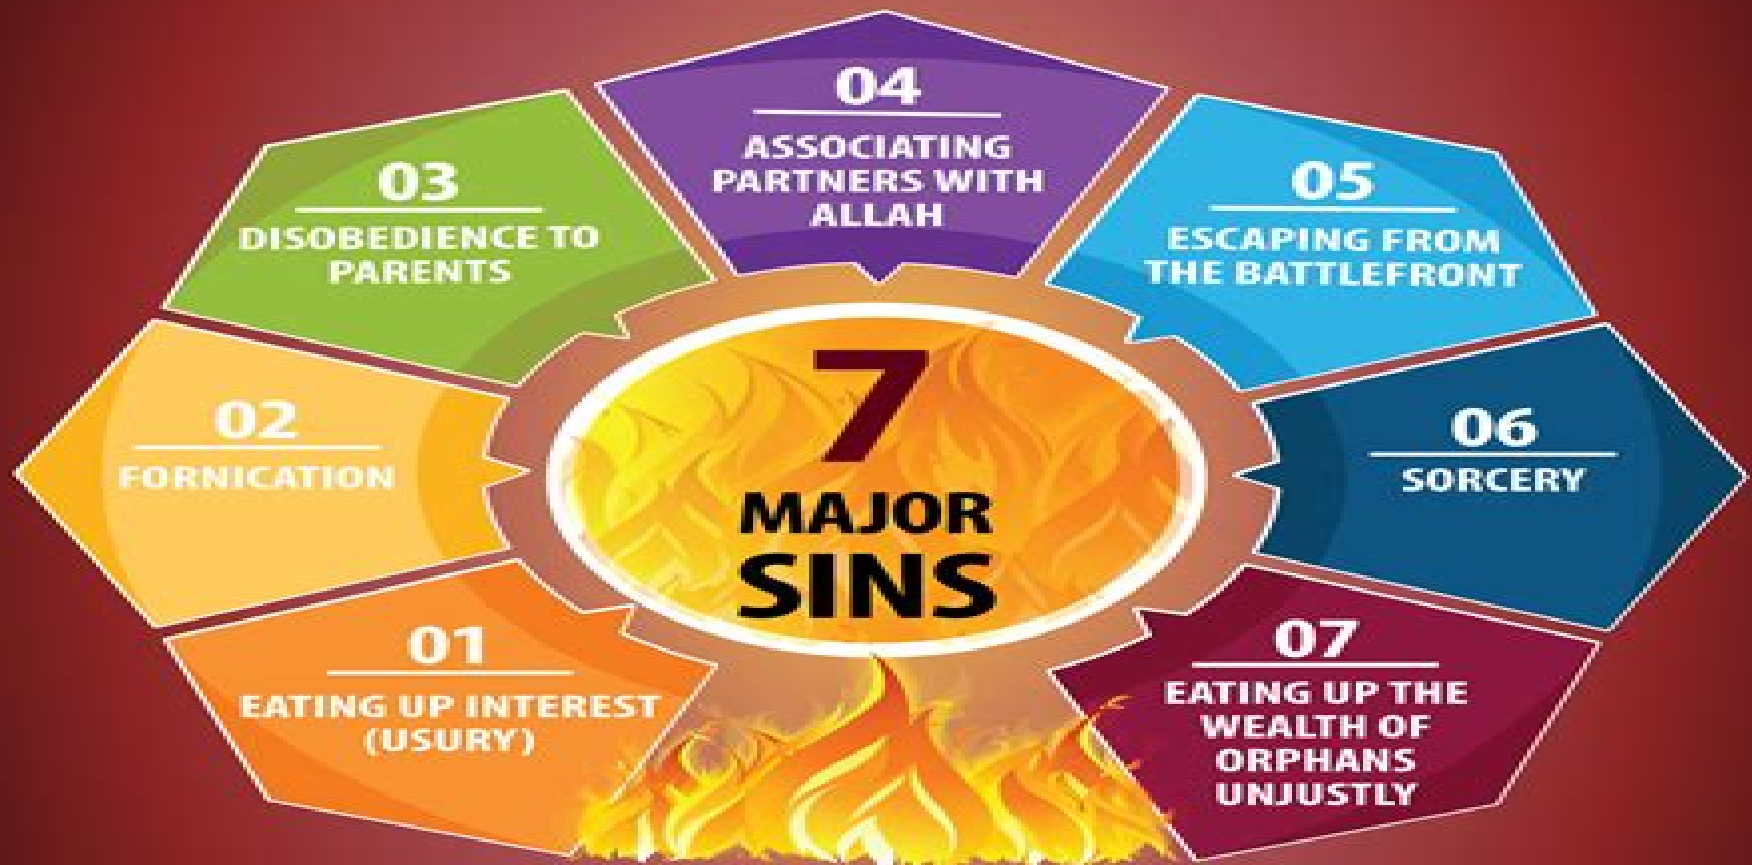 01
EATING UP INTEREST
(USURY)
02
FORNICATION
03
DISOBEDIENCE TO
PARENTS
04
ASSOCIATING
PARTNERS WITH
ALLAH
05
ESCAPING FROM
THE BATTLEFRONT
06
SORCERY
07
EATING UP THE
WEALTH OF
ORPHANS
UNJUSTLY
7
MAJOR
SINS